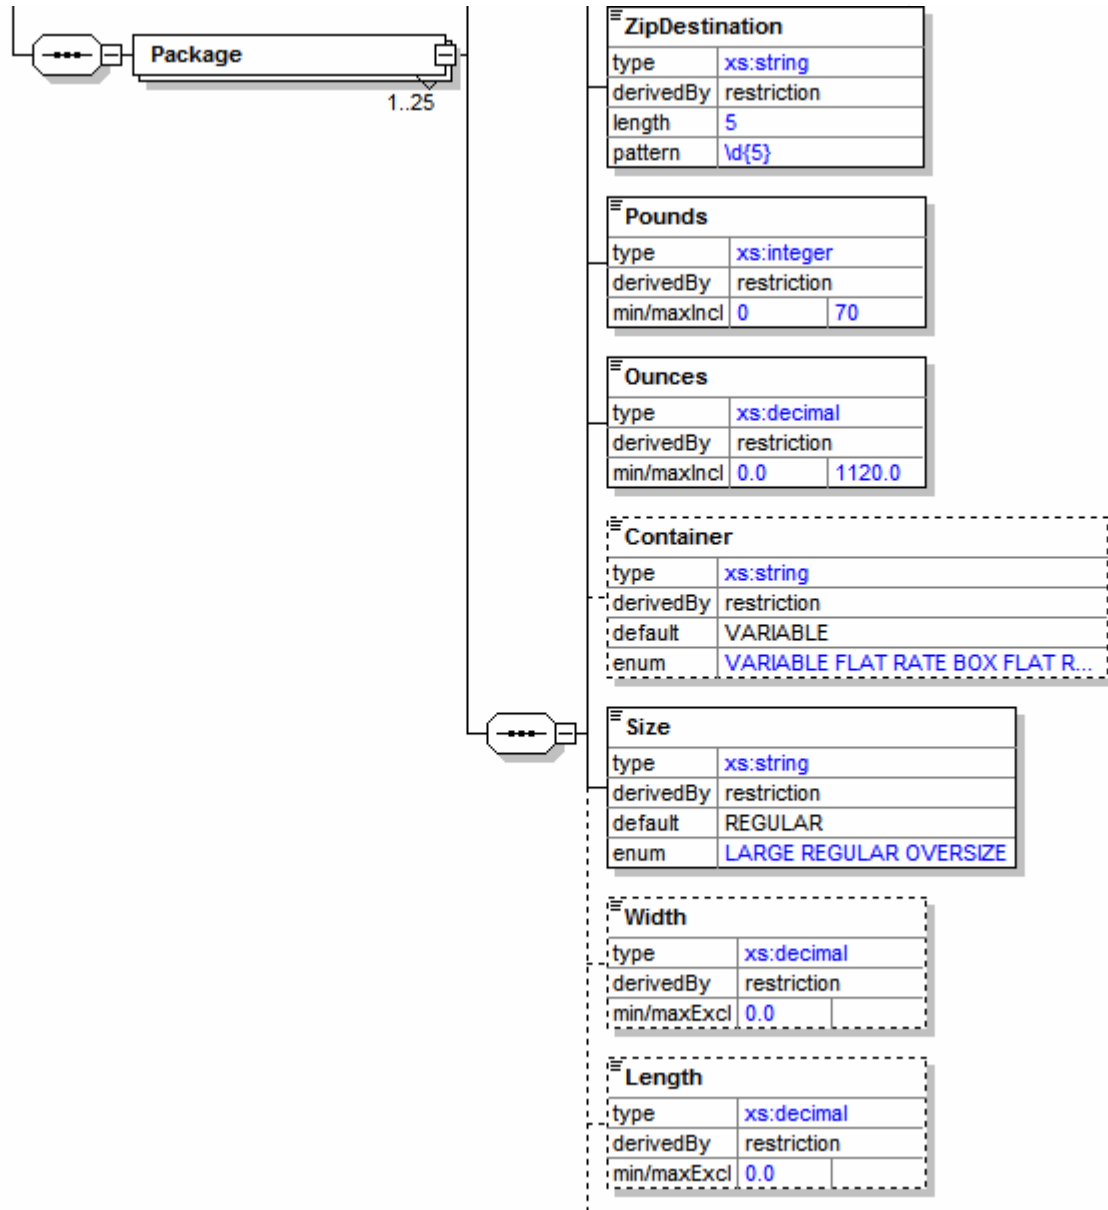 Package
1..25
ZipDestination
type xs:string
derivedBy restriction
length 5
pattern \d{5}
Pounds
type xs:integer
derivedBy restriction
min/maxIncl 0 70
Ounces
type xs:decimal
derivedBy restriction
min/maxIncl 0.0 1120.0
Container
type xs:string
derivedBy restriction
default VARIABLE
enum VARIABLE FLAT RATE BOX FLAT R...
Size
type xs:string
derivedBy restriction
default REGULAR
enum LARGE REGULAR OVERSIZE
Width
type xs:decimal
derivedBy restriction
min/maxExcl 0.0
Length
type xs:decimal
derivedBy restriction
min/maxExcl 0.0